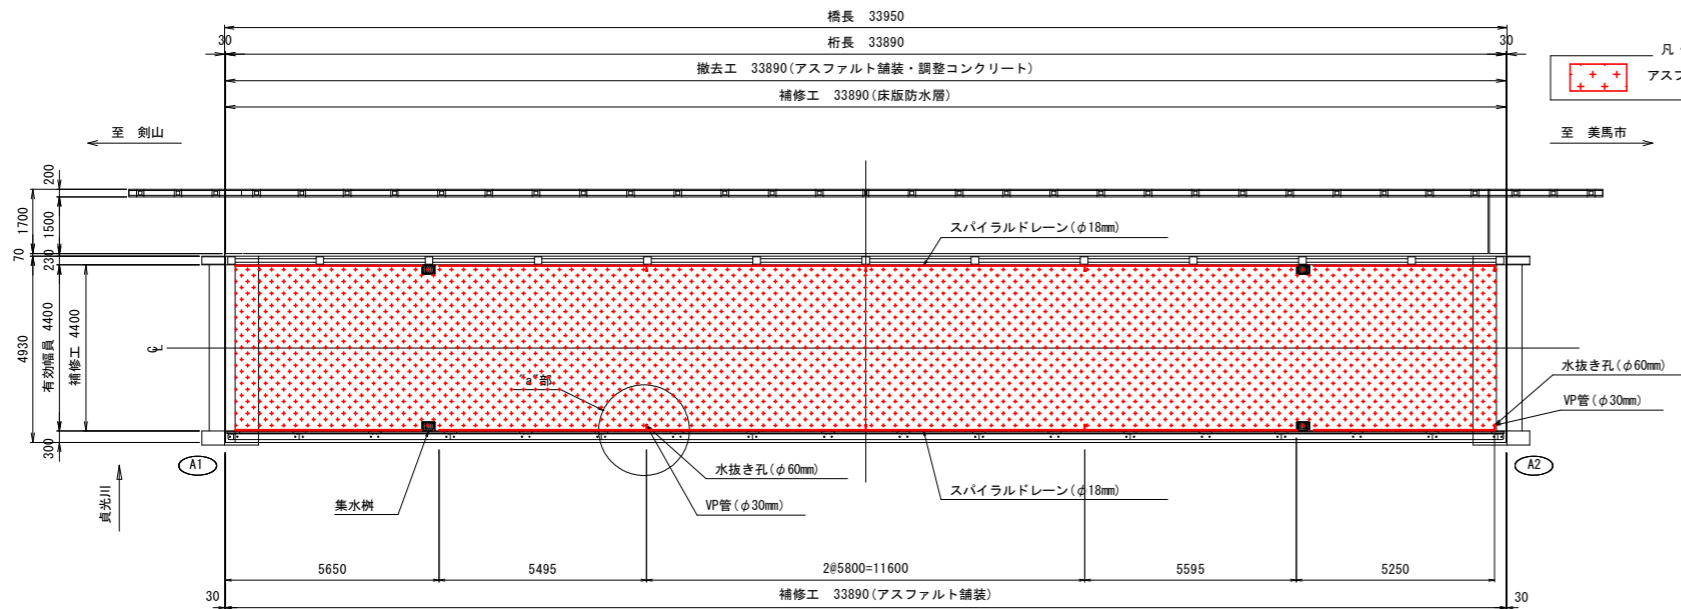 橋長 33950
30
桁長 33890
30
撤去工 33890(アスファルト舗装・調整コンクリート)
補修工 33890(床版防水層)
凡
アスフ
至 剣山
至 美馬市
200
1700
1500
70
230
4930
有効幅員 4400
補修工 4400
300
スパイラルドレーン(φ18mm)
CL
"a"部
水抜き孔(φ60mm)
VP管(φ30mm)
A1
A2
貞光川
集水桝
水抜き孔(φ60mm)
VP管(φ30mm)
スパイラルドレーン(φ18mm)
5650
5495
2@5800=11600
5595
5250
30
補修工 33890(アスファルト舗装)
30